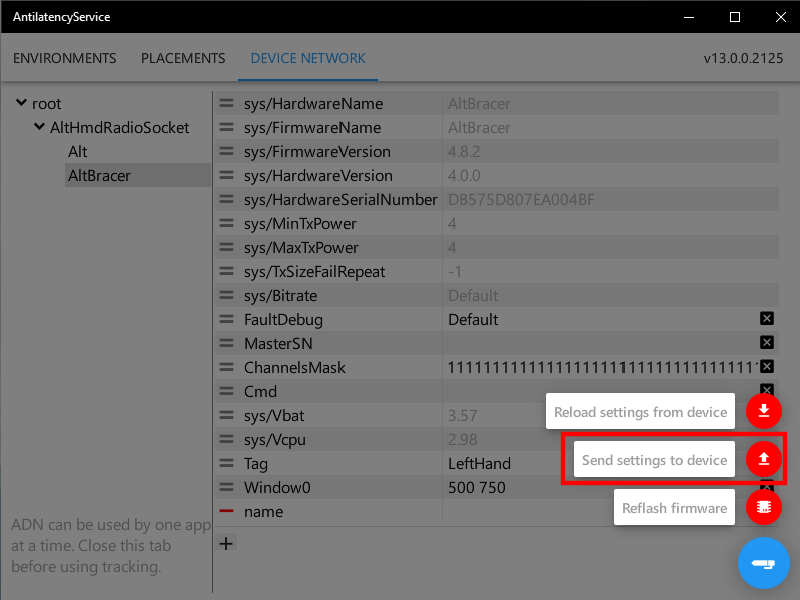 AntilatencyService
ENVIRONMENTS PLACEMENTS DEVICE NETWORK v13.0.0.2125
root
AltHmdRadioSocket
Alt
AltBracer
sys/HardwareName AltBracer
sys/FirmwareName AltBracer
sys/FirmwareVersion 4.8.2
sys/HardwareVersion 4.0.0
sys/HardwareSerialNumber DB575D807EA004BF
sys/MinTxPower 4
sys/MaxTxPower 4
sys/TxSizeFailRepeat -1
sys/Bitrate Default
FaultDebug Default
MasterSN
ChannelsMask
Cmd
sys/Vbat 3.57
sys/Vcpu 2.98
Tag LeftHand
Window0 500 750
name
Reload settings from device
Send settings to device
Reflash firmware
ADN can be used by one app
at a time. Close this tab
before using tracking.